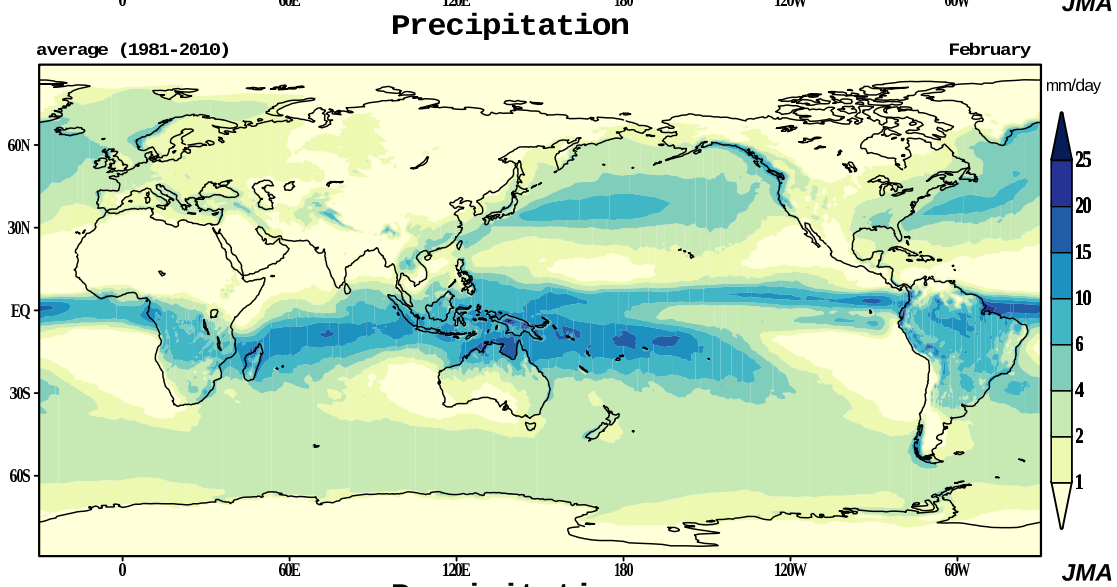 0 60E 120E 180 120W 60W JMA
Precipitation
average (1981-2010) February
mm/day
60N
30N
EQ
30S
60S
25
20
15
10
6
4
2
1
0 60E 120E 180 120W 60W
JMA
Precipitation